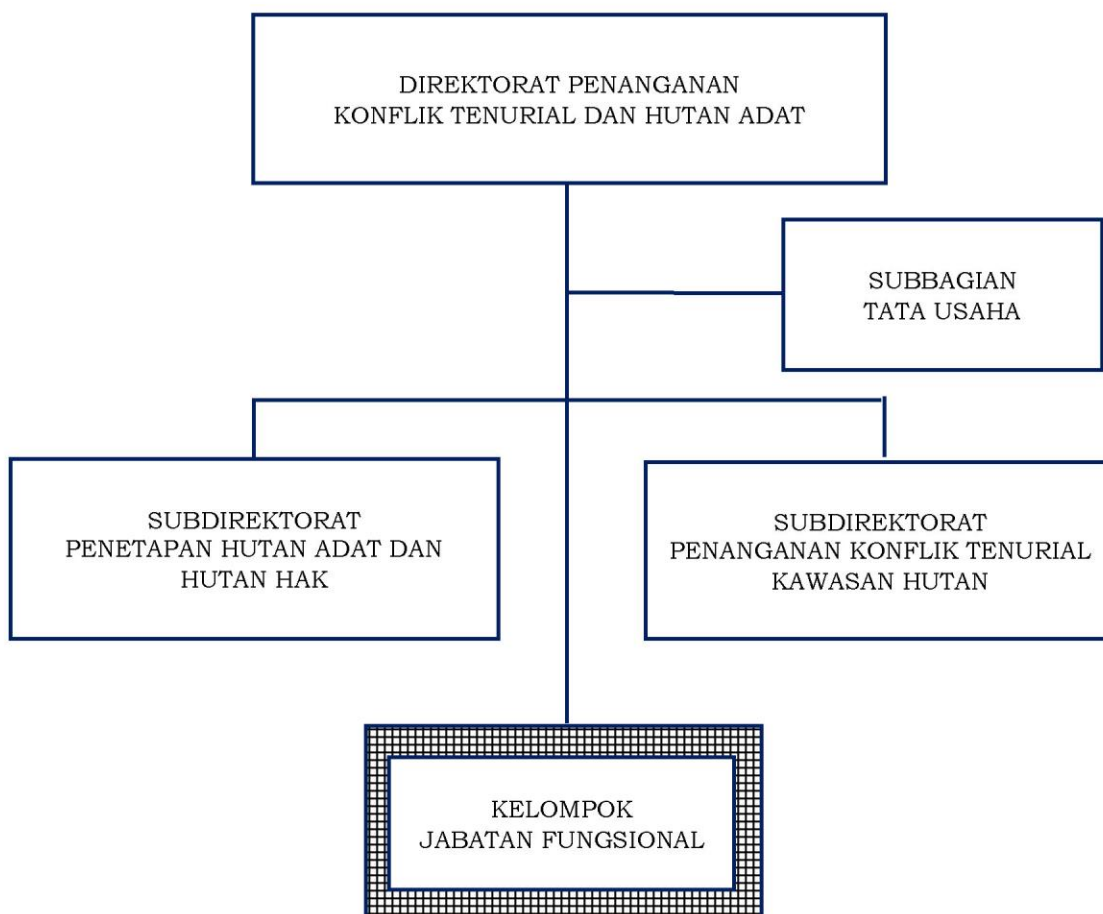 DIREKTORAT PENANGANAN
KONFLIK TENURIAL DAN HUTAN ADAT
SUBBAGIAN
TATA USAHA
SUBDIREKTORAT
PENETAPAN HUTAN ADAT DAN
HUTAN HAK
SUBDIREKTORAT
PENANGANAN KONFLIK TENURIAL
KAWASAN HUTAN
KELOMPOK
JABATAN FUNGSIONAL